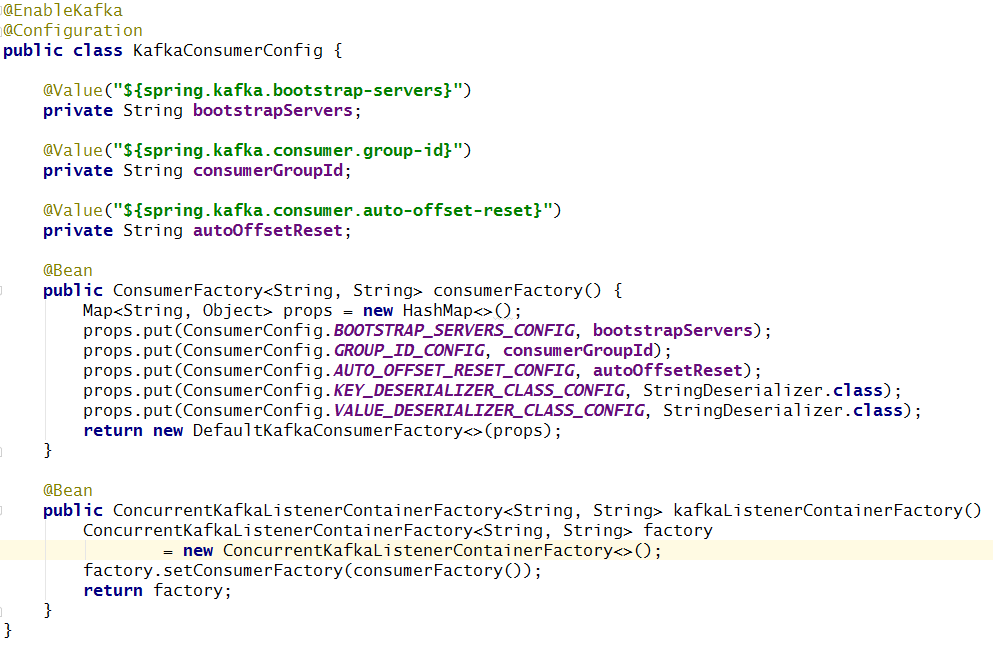 @EnableKafka
@Configuration
public class KafkaConsumerConfig {
@Value("${spring.kafka.bootstrap-servers}")
private String bootstrapServers;
@Value("${spring.kafka.consumer.group-id}")
private String consumerGroupId;
@Value("${spring.kafka.consumer.auto-offset-reset}")
private String autoOffsetReset;
@Bean
public ConsumerFactory<String, String> consumerFactory() {
Map<String, Object> props = new HashMap<>();
props.put(ConsumerConfig.BOOTSTRAP_SERVERS_CONFIG, bootstrapServers);
props.put(ConsumerConfig.GROUP_ID_CONFIG, consumerGroupId);
props.put(ConsumerConfig.AUTO_OFFSET_RESET_CONFIG, autoOffsetReset);
props.put(ConsumerConfig.KEY_DESERIALIZER_CLASS_CONFIG, StringDeserializer.class);
props.put(ConsumerConfig.VALUE_DESERIALIZER_CLASS_CONFIG, StringDeserializer.class);
return new DefaultKafkaConsumerFactory<>(props);
}
@Bean
public ConcurrentKafkaListenerContainerFactory<String, String> kafkaListenerContainerFactory()
ConcurrentKafkaListenerContainerFactory<String, String> factory
= new ConcurrentKafkaListenerContainerFactory<>();
factory.setConsumerFactory(consumerFactory());
return factory;
}
}